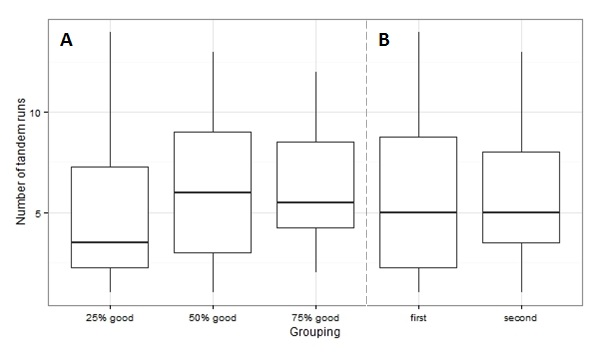 A B
Number of tandem runs
10
5
25% good 50% good 75% good first second
Grouping